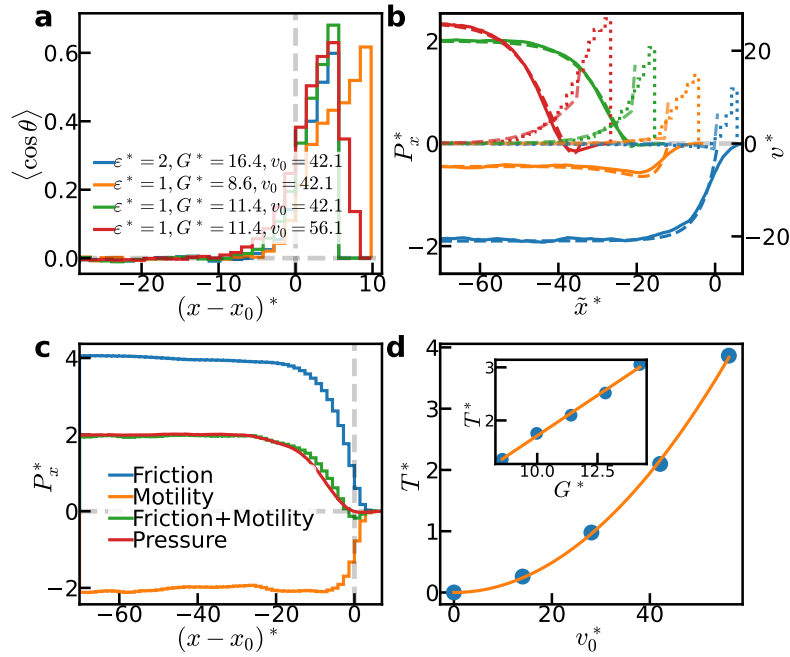 a
0.6
0.4
0.2
0.0
⟨cos θ⟩
ε* = 2, G* = 16.4, v₀ = 42.1
ε* = 1, G* = 8.6, v₀ = 42.1
ε* = 1, G* = 11.4, v₀ = 42.1
ε* = 1, G* = 11.4, v₀ = 56.1
−20
−10
0
10
(x − x₀)*
b
2
0
−2
Pₓ*
20
0
−20
v*
−60
−40
−20
0
x̃*
c
4
2
0
−2
Pₓ*
Friction
Motility
Friction+Motility
Pressure
−60
−40
−20
0
(x − x₀)*
d
4
3
2
1
0
T*
3
2
T*
10.0
12.5
G*
0
20
40
v₀*